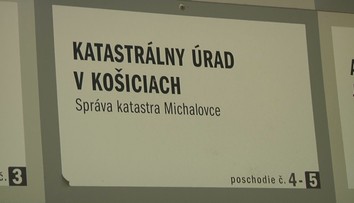 KATASTRÁLNY ÚRAD
V KOŠICIACH
Správa katastra Michalovce
poschodie č. 4-5
č. 3